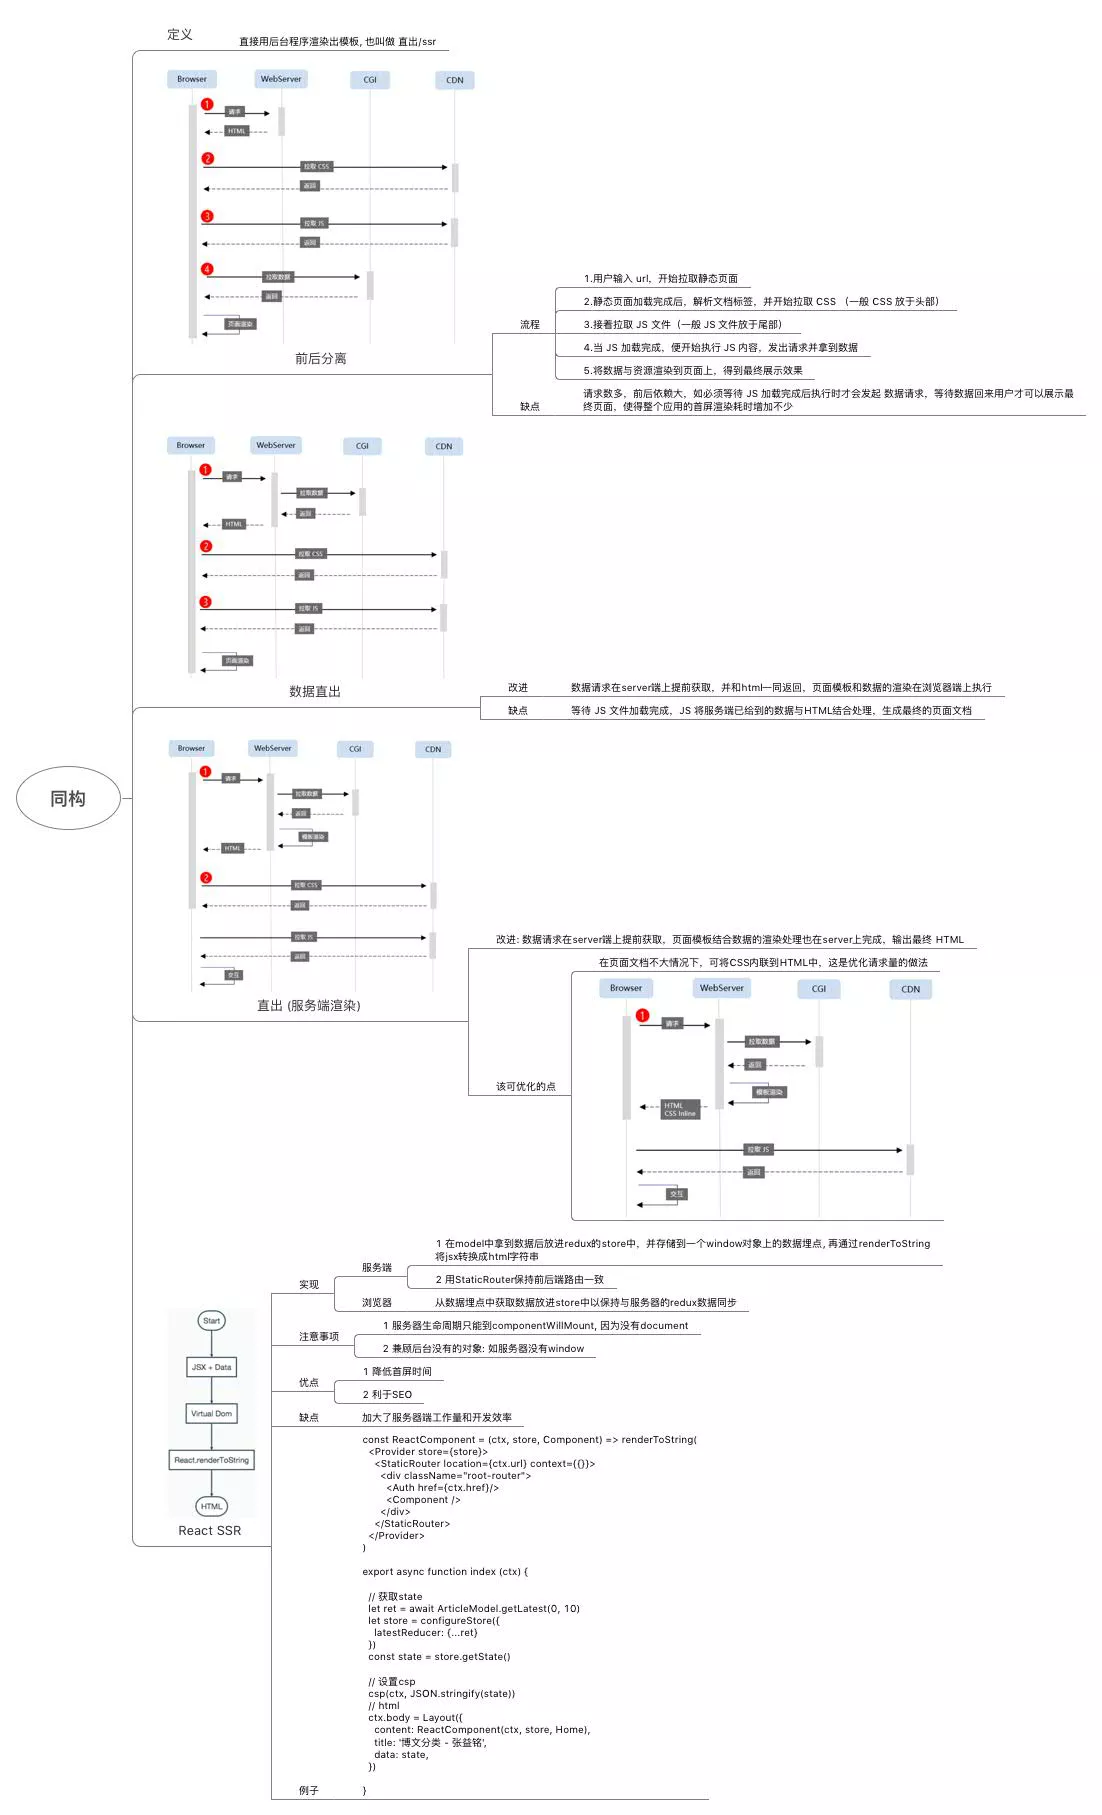 同构
定义
直接用后台程序渲染出模板, 也叫做 直出/ssr
Browser
WebServer
CGI
CDN
1
请求
HTML
2
拉取 CSS
返回
3
拉取 JS
返回
4
拉取数据
返回
页面渲染
前后分离
流程
1.用户输入 url，开始拉取静态页面
2.静态页面加载完成后，解析文档标签，并开始拉取 CSS （一般 CSS 放于头部）
3.接着拉取 JS 文件（一般 JS 文件放于尾部）
4.当 JS 加载完成，便开始执行 JS 内容，发出请求并拿到数据
5.将数据与资源渲染到页面上，得到最终展示效果
缺点
请求数多，前后依赖大，如必须等待 JS 加载完成后执行时才会发起 数据请求，等待数据回来用户才可以展示最
终页面，使得整个应用的首屏渲染耗时增加不少
Browser
WebServer
CGI
CDN
1
请求
拉取数据
返回
HTML
2
拉取 CSS
返回
3
拉取 JS
返回
页面渲染
数据直出
改进
数据请求在server端上提前获取，并和html一同返回，页面模板和数据的渲染在浏览器端上执行
缺点
等待 JS 文件加载完成，JS 将服务端已给到的数据与HTML结合处理，生成最终的页面文档
Browser
WebServer
CGI
CDN
1
请求
拉取数据
返回
模板渲染
HTML
2
拉取 CSS
返回
拉取 JS
返回
交互
直出 (服务端渲染)
改进: 数据请求在server端上提前获取，页面模板结合数据的渲染处理也在server上完成，输出最终 HTML
该可优化的点
在页面文档不大情况下，可将CSS内联到HTML中，这是优化请求量的做法
Browser
WebServer
CGI
CDN
1
请求
拉取数据
返回
模板渲染
HTML
CSS Inline
拉取 JS
返回
交互
Start
JSX + Data
Virtual Dom
React.renderToString
HTML
React SSR
实现
服务端
1 在model中拿到数据后放进redux的store中，并存储到一个window对象上的数据埋点, 再通过renderToString
将jsx转换成html字符串
2 用StaticRouter保持前后端路由一致
浏览器
从数据埋点中获取数据放进store中以保持与服务器的redux数据同步
注意事项
1 服务器生命周期只能到componentWillMount, 因为没有document
2 兼顾后台没有的对象: 如服务器没有window
优点
1 降低首屏时间
2 利于SEO
缺点
加大了服务器端工作量和开发效率
例子
const ReactComponent = (ctx, store, Component) => renderToString(
<Provider store={store}>
<StaticRouter location={ctx.url} context={{}}>
<div className="root-router">
<Auth href={ctx.href}/>
<Component />
</div>
</StaticRouter>
</Provider>
)
export async function index (ctx) {
// 获取state
let ret = await ArticleModel.getLatest(0, 10)
let store = configureStore({
latestReducer: {...ret}
})
const state = store.getState()
// 设置csp
csp(ctx, JSON.stringify(state))
// html
ctx.body = Layout({
content: ReactComponent(ctx, store, Home),
title: '博文分类 - 张益铭',
data: state,
})
}